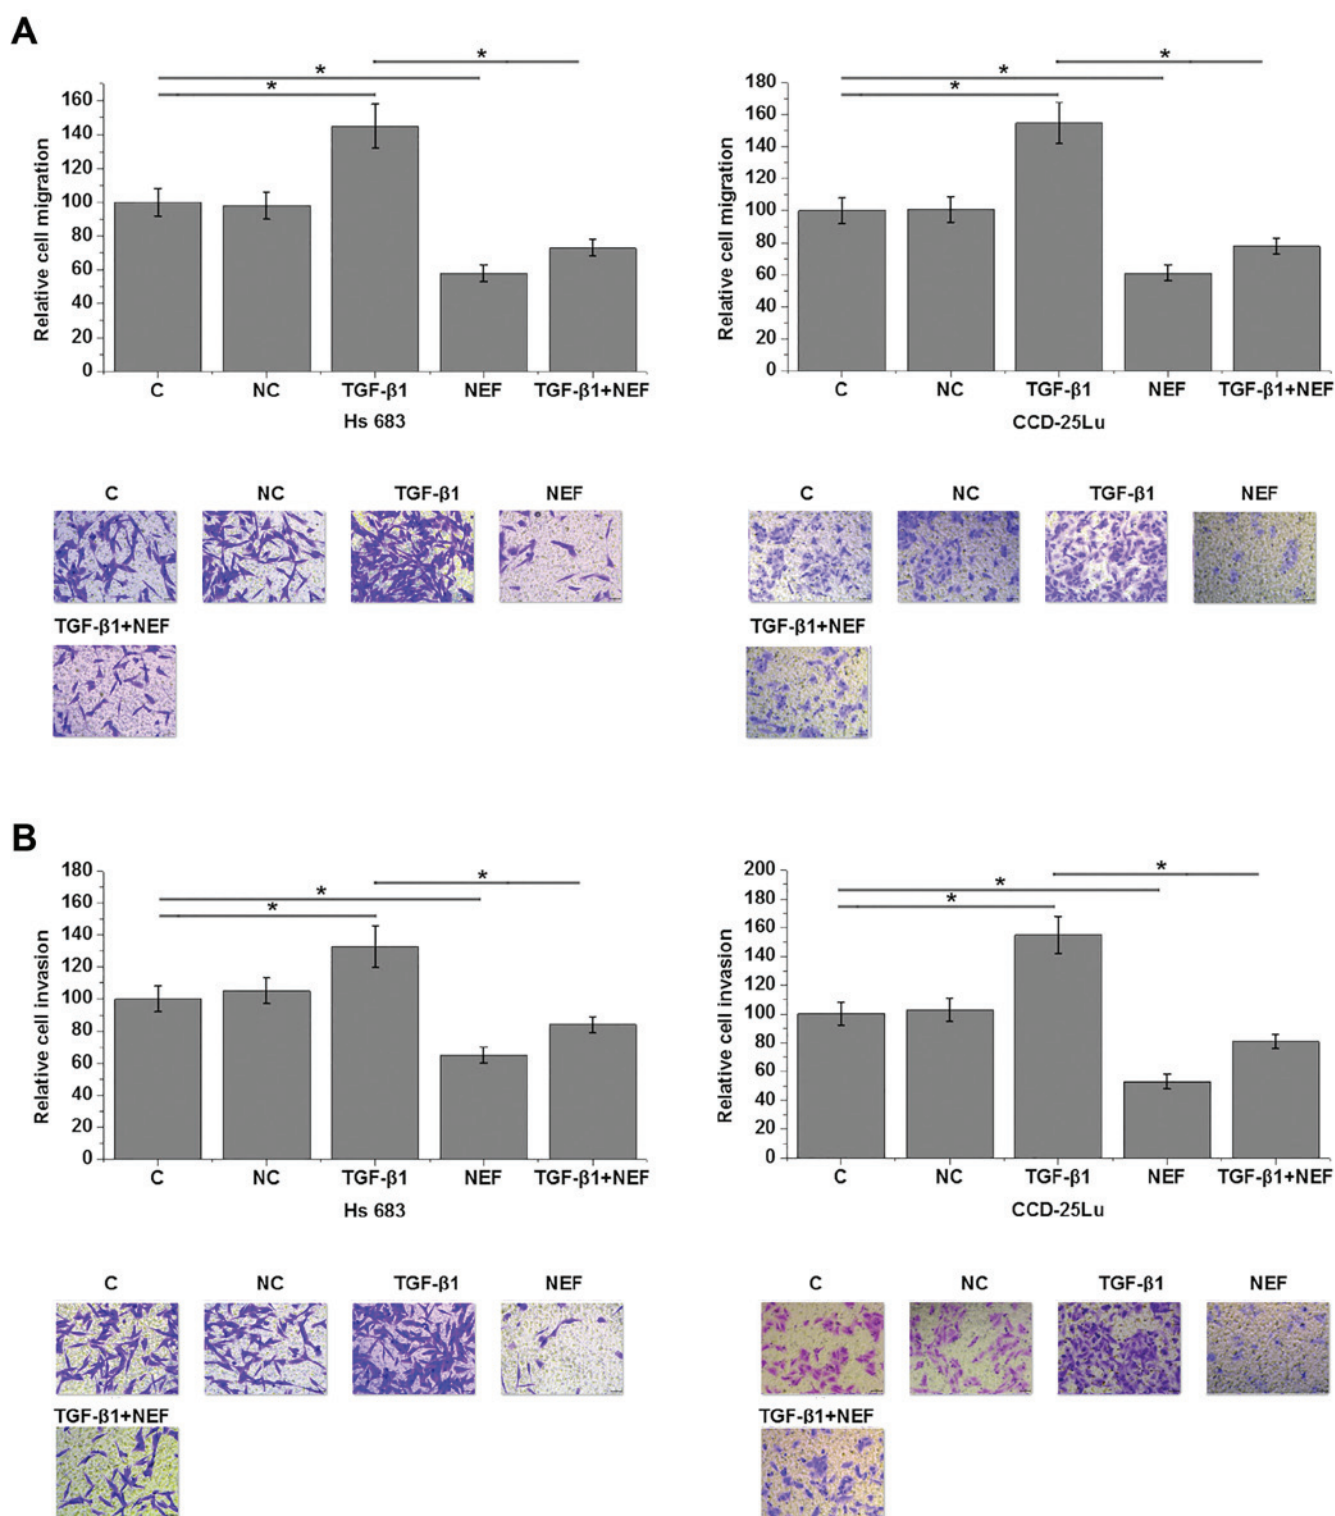 A
* * *
Relative cell migration
160
140
120
100
80
60
40
20
0
C NC TGF-β1 NEF TGF-β1+NEF
Hs 683
* * *
Relative cell migration
180
160
140
120
100
80
60
40
20
0
C NC TGF-β1 NEF TGF-β1+NEF
CCD-25Lu
C NC TGF-β1 NEF
TGF-β1+NEF
C NC TGF-β1 NEF
TGF-β1+NEF
B
* * *
Relative cell invasion
180
160
140
120
100
80
60
40
20
0
C NC TGF-β1 NEF TGF-β1+NEF
Hs 683
* * *
Relative cell invasion
200
180
160
140
120
100
80
60
40
20
0
C NC TGF-β1 NEF TGF-β1+NEF
CCD-25Lu
C NC TGF-β1 NEF
TGF-β1+NEF
C NC TGF-β1 NEF
TGF-β1+NEF